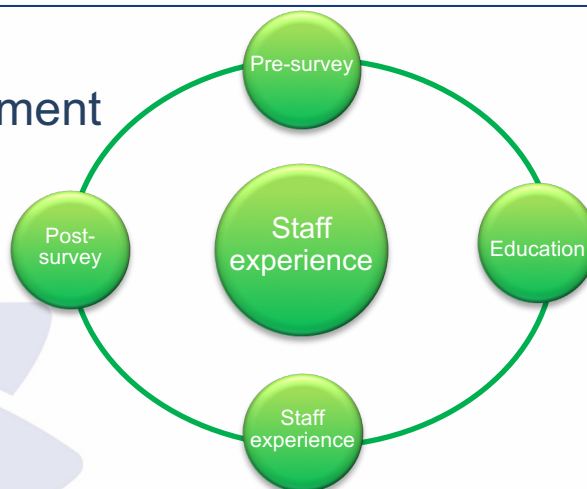 Pre-survey
ment
Post-
survey
Staff
experience
Education
Staff
experience